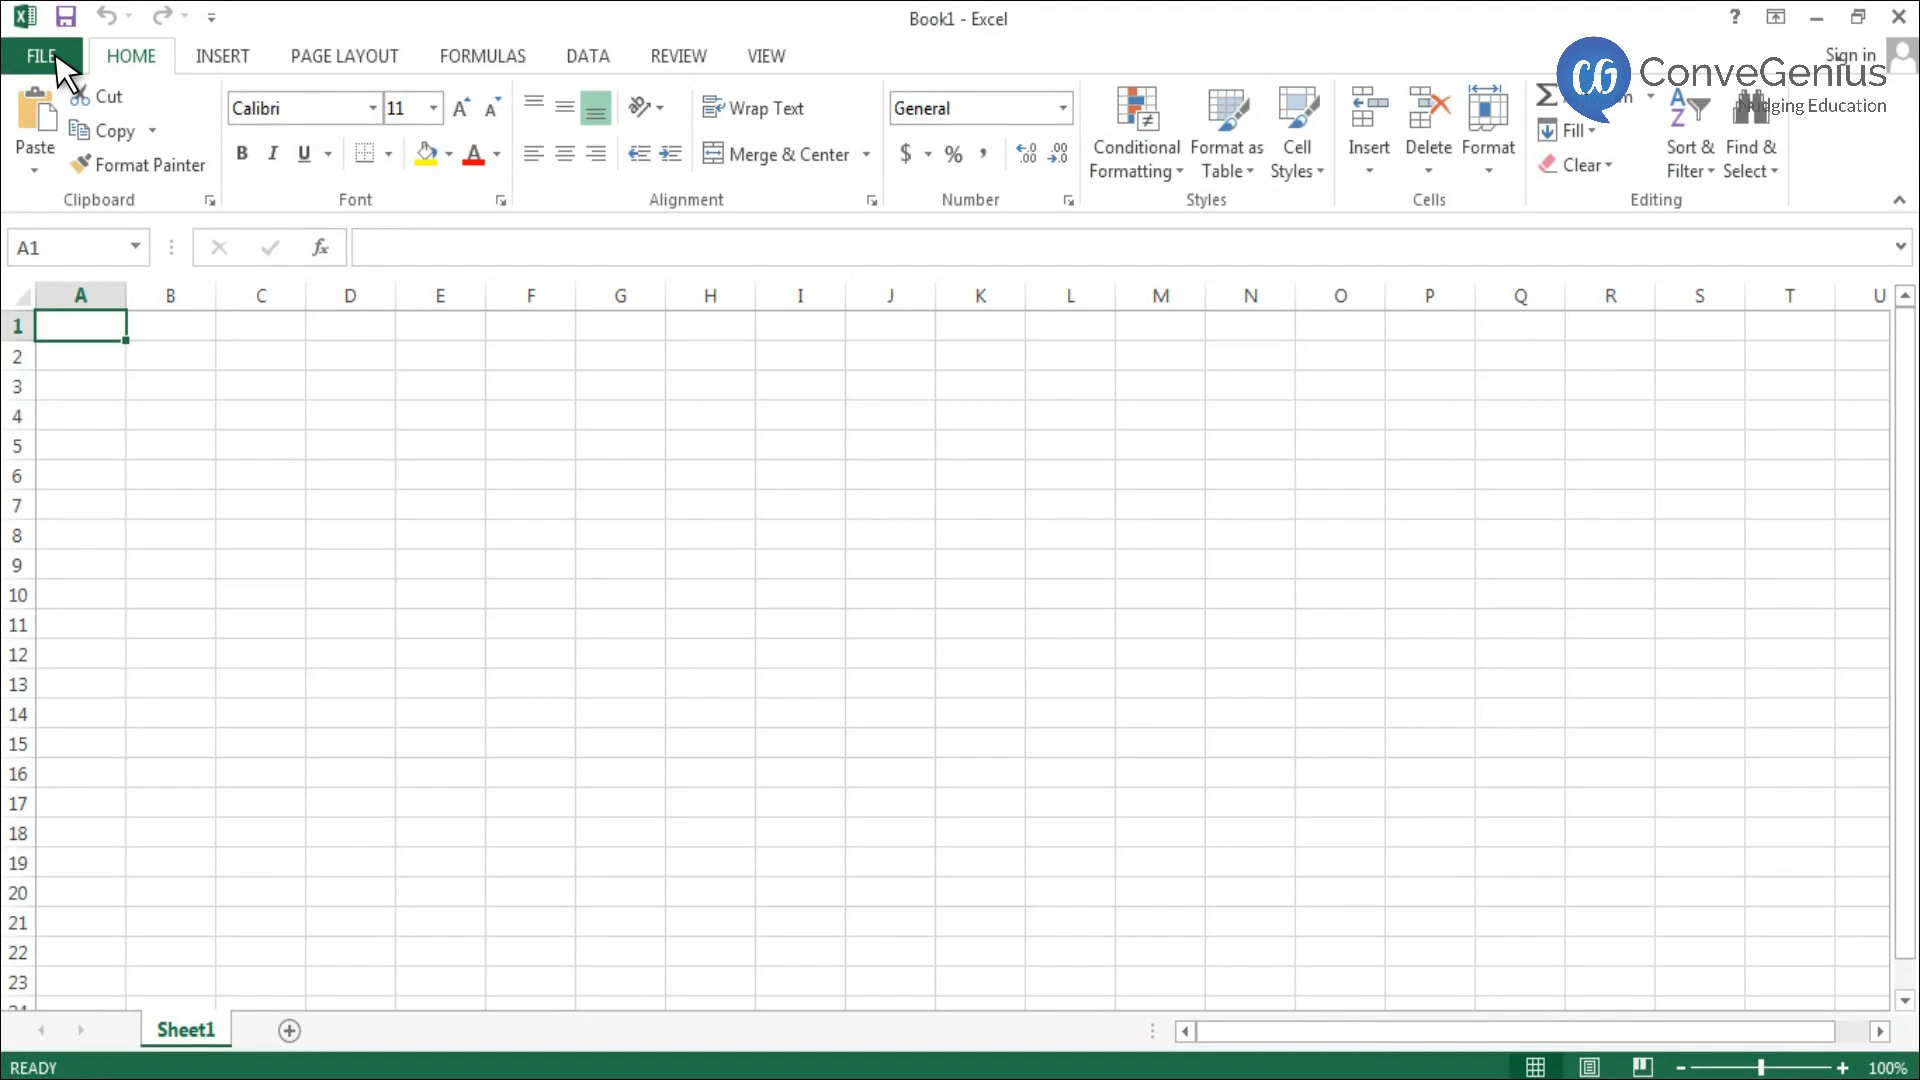 Book1 - Excel
?
FILE HOME INSERT PAGE LAYOUT FORMULAS DATA REVIEW VIEW
Sign in
ConveGenius
Nudging Education
Paste
Cut
Copy
Format Painter
Clipboard
Calibri 11
B I U A
Font
Wrap Text
Merge & Center
Alignment
General
$ % ,
Number
Conditional Formatting
Format as Table
Cell Styles
Styles
Insert Delete Format
Cells
Fill
Clear
Sort & Filter
Find & Select
Editing
A1
fx
A B C D E F G H I J K L M N O P Q R S T U
1
2
3
4
5
6
7
8
9
10
11
12
13
14
15
16
17
18
19
20
21
22
23
Sheet1
READY
100%